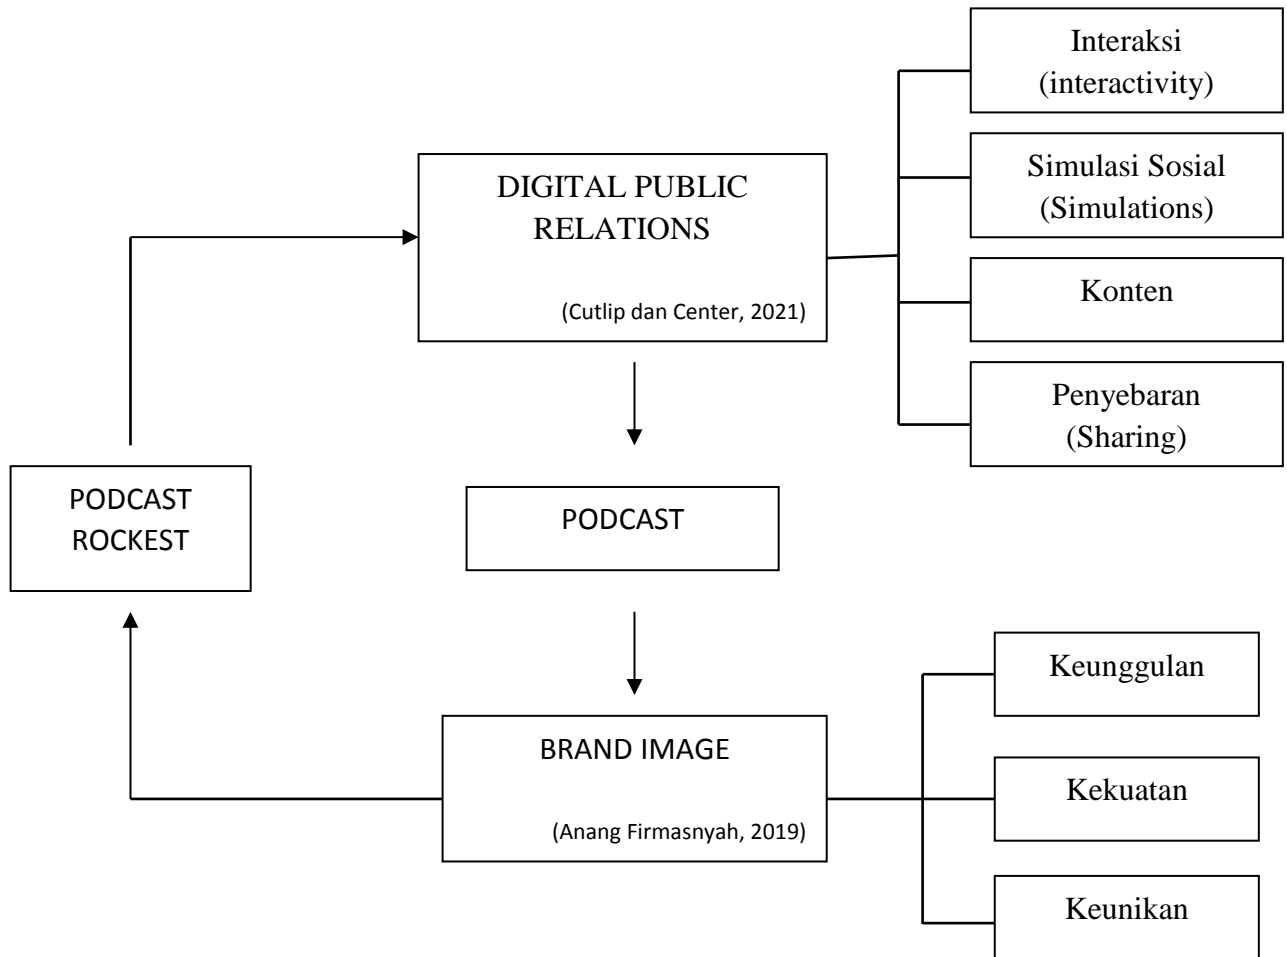 Interaksi
(interactivity)
DIGITAL PUBLIC
RELATIONS
(Cutlip dan Center, 2021)
Simulasi Sosial
(Simulations)
Konten
Penyebaran
(Sharing)
PODCAST
ROCKEST
PODCAST
BRAND IMAGE
(Anang Firmasnyah, 2019)
Keunggulan
Kekuatan
Keunikan